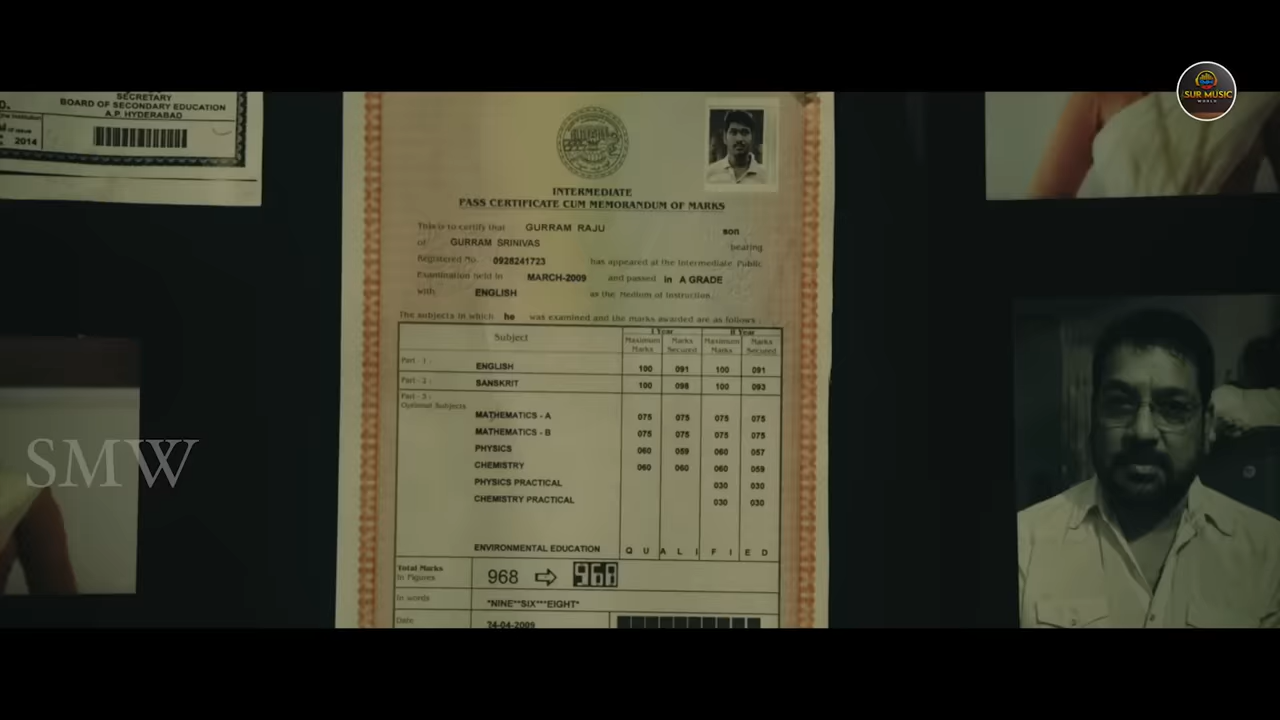 SECRETARY
BOARD OF SECONDARY EDUCATION
A.P. HYDERABAD
2014
SUR MUSIC
WORLD
INTERMEDIATE
PASS CERTIFICATE CUM MEMORANDUM OF MARKS
This is to certify that GURRAM RAJU son
of GURRAM SRINIVAS bearing
Registered No. 0928241723 has appeared at the Intermediate Public
Examination held in MARCH-2009 and passed in A GRADE
with ENGLISH as the Medium of Instruction.
The subjects in which he was examined and the marks awarded are as follows :
Subject I Year II Year
Maximum Marks Marks Secured Maximum Marks Marks Secured
Part - 1 : ENGLISH 100 091 100 091
Part - 2 : SANSKRIT 100 098 100 093
Part - 3 :
Optional Subjects
MATHEMATICS - A 075 075 075 075
MATHEMATICS - B 075 075 075 075
PHYSICS 060 059 060 057
CHEMISTRY 060 060 060 059
PHYSICS PRACTICAL 030 030
CHEMISTRY PRACTICAL 030 030
ENVIRONMENTAL EDUCATION Q U A L I F I E D
Total Marks
In Figures 968 ⇨ 968
In words *NINE**SIX***EIGHT*
Date 24-04-2009
SMW